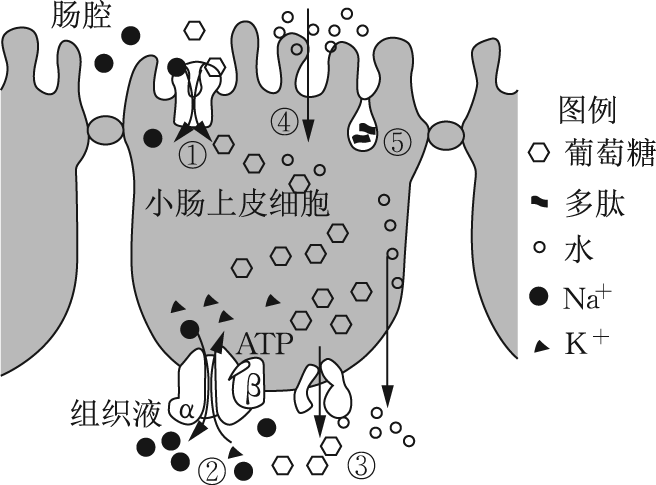 肠腔
①
④
⑤
小肠上皮细胞
ATP
α
β
组织液
②
③
图例
葡萄糖
多肽
水
Na+
K+